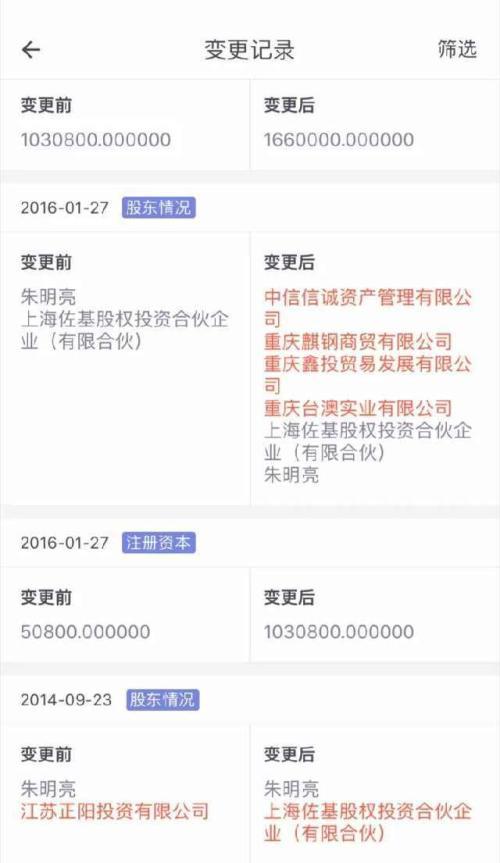 变更记录
筛选
变更前
变更后
1030800.000000
1660000.000000
2016-01-27 股东情况
变更前
朱明亮
上海佐基股权投资合伙企
业（有限合伙）
变更后
中信信诚资产管理有限公
司
重庆麒钢商贸有限公司
重庆鑫投贸易发展有限公
司
重庆台澳实业有限公司
上海佐基股权投资合伙企
业（有限合伙）
朱明亮
2016-01-27 注册资本
变更前
变更后
50800.000000
1030800.000000
2014-09-23 股东情况
变更前
朱明亮
江苏正阳投资有限公司
变更后
朱明亮
上海佐基股权投资合伙企
业（有限合伙）